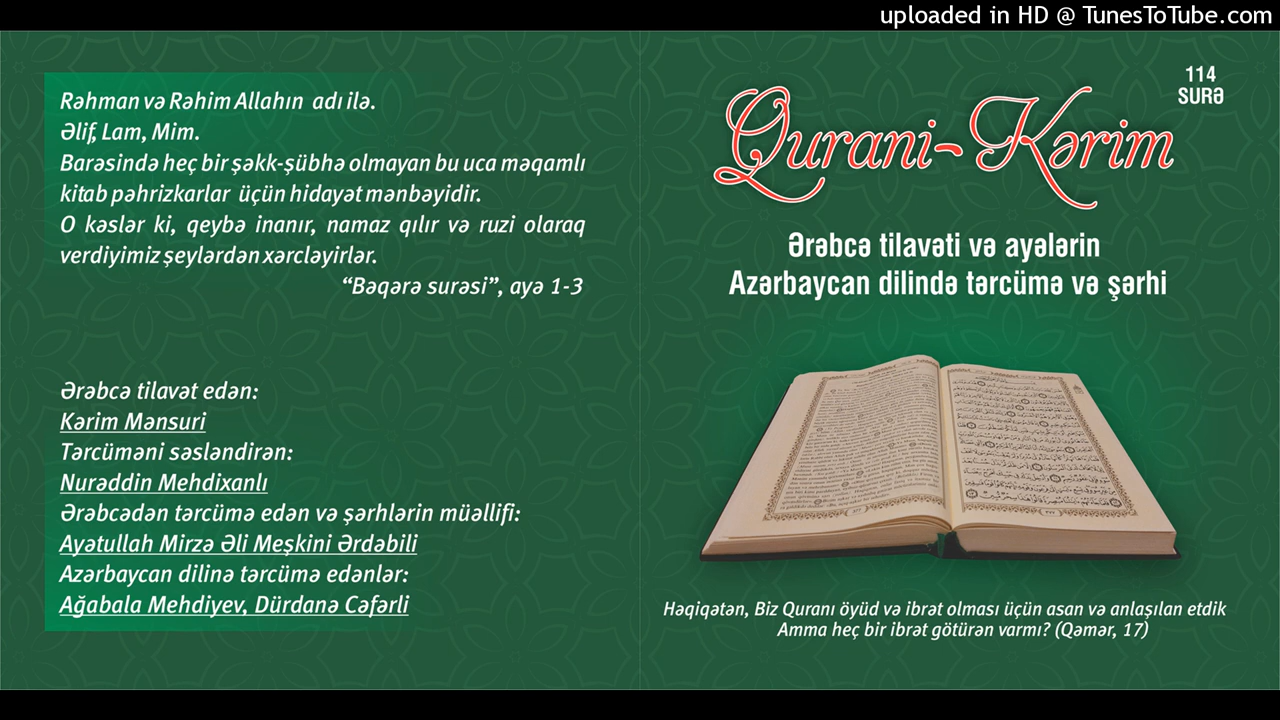 uploaded in HD @ TunesToTube.com
Rəhman və Rəhim Allahın adı ilə.
Əlif, Lam, Mim.
Barəsində heç bir şəkk-şübhə olmayan bu uca məqamlı
kitab pəhrizkarlar üçün hidayət mənbəyidir.
O kəslər ki, qeybə inanır, namaz qılır və ruzi olaraq
verdiyimiz şeylərdən xərcləyirlər.
“Bəqərə surəsi”, ayə 1-3
Ərəbcə tilavət edən:
Kərim Mənsuri
Tərcüməni səsləndirən:
Nurəddin Mehdixanlı
Ərəbcədən tərcümə edən və şərhlərin müəllifi:
Ayətullah Mirzə Əli Meşkini Ərdəbili
Azərbaycan dilinə tərcümə edənlər:
Ağabala Mehdiyev, Dürdanə Cəfərli
114
SURƏ
Qurani-Kərim
Ərəbcə tilavəti və ayələrin
Azərbaycan dilində tərcümə və şərhi
Həqiqətən, Biz Quranı öyüd və ibrət olması üçün asan və anlaşılan etdik
Amma heç bir ibrət götürən varmı? (Qəmər, 17)